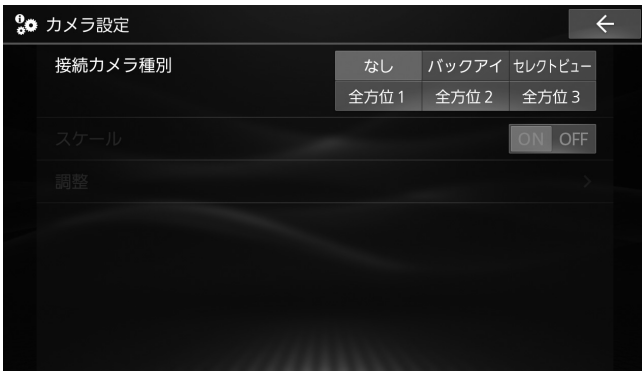 カメラ設定
接続カメラ種別
なし バックアイ セレクトビュー
全方位1 全方位2 全方位3
スケール
ON OFF
調整